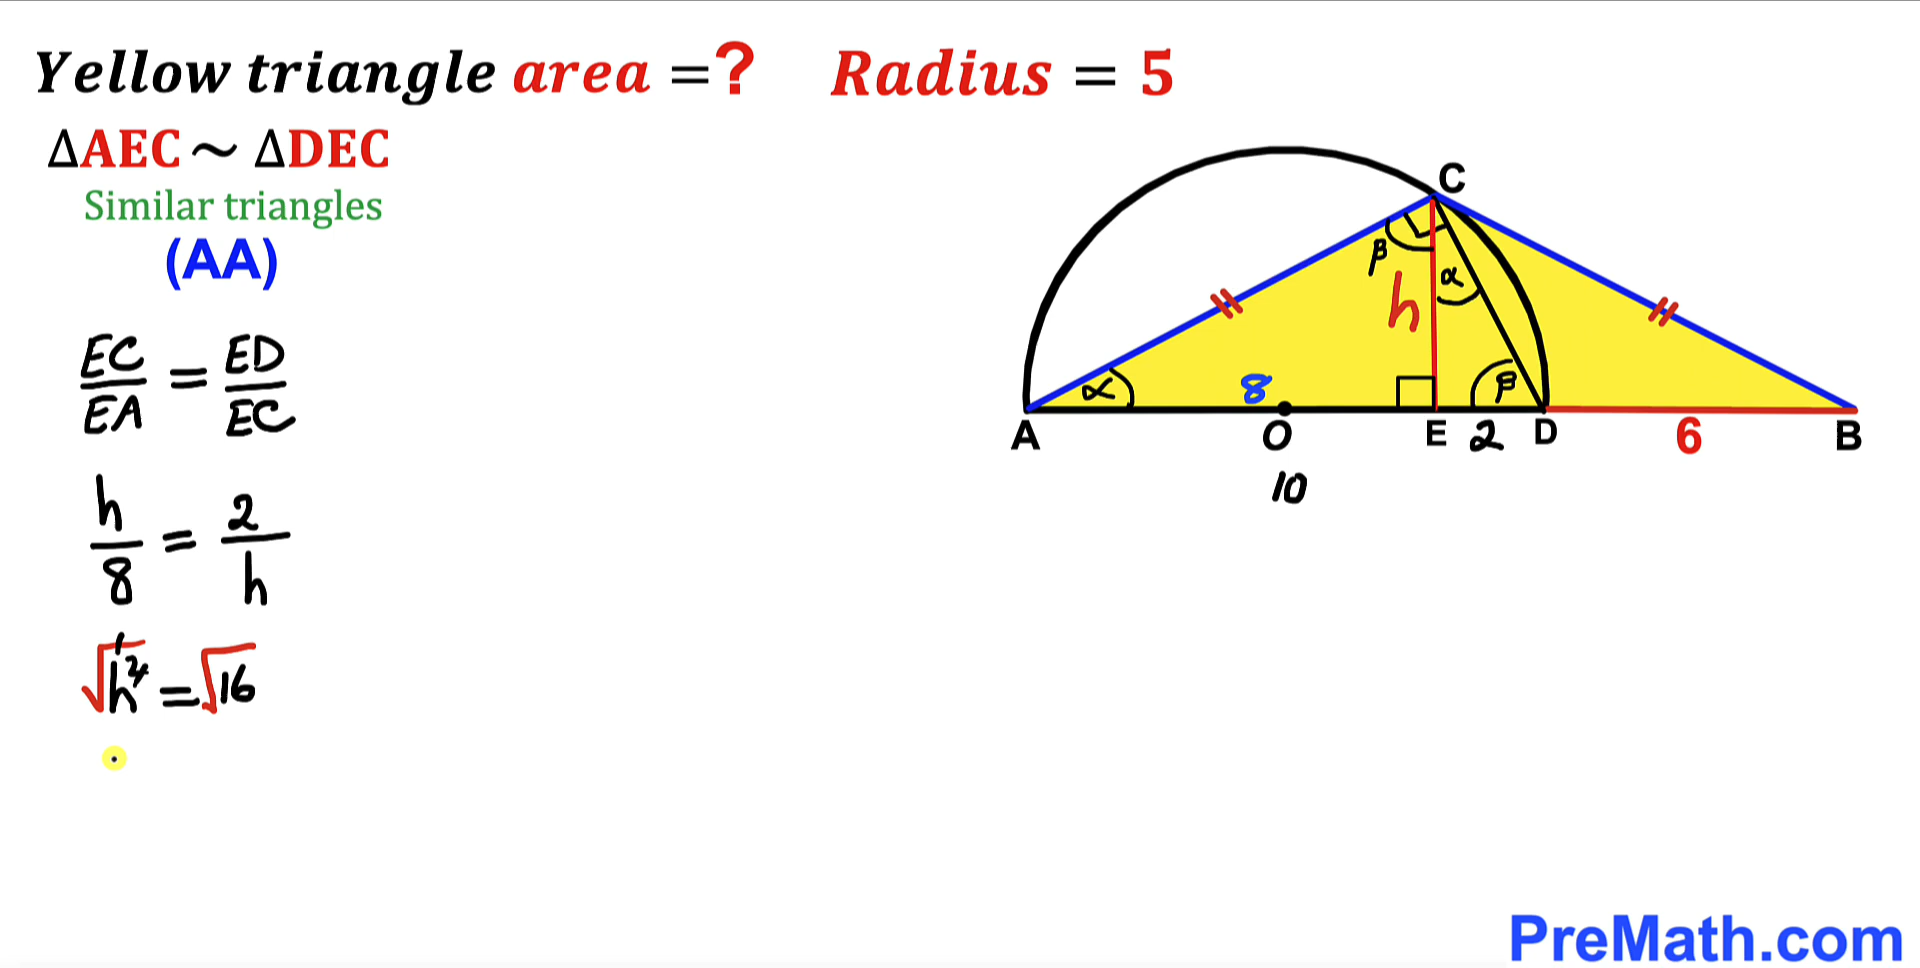 Yellow triangle area =? Radius = 5
ΔAEC ~ ΔDEC
Similar triangles
(AA)
EC/EA = ED/EC
h/8 = 2/h
√h² = √16
C
β
α
h
α
8
β
A O E 2 D 6 B
10
PreMath.com